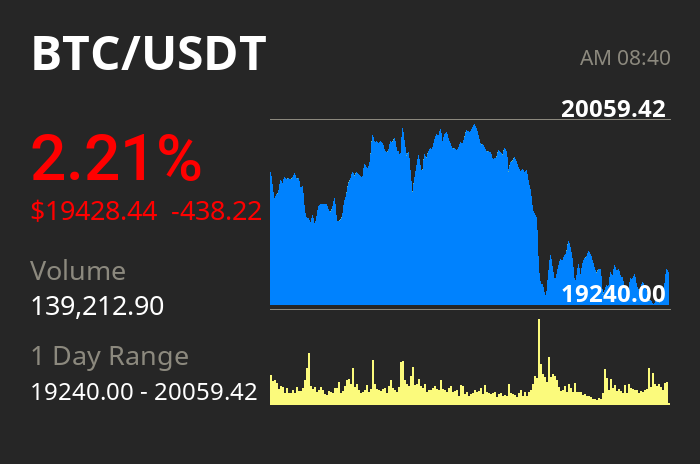 BTC/USDT
AM 08:40
20059.42
2.21%
$19428.44 -438.22
Volume
139,212.90
19240.00
1 Day Range
19240.00 - 20059.42